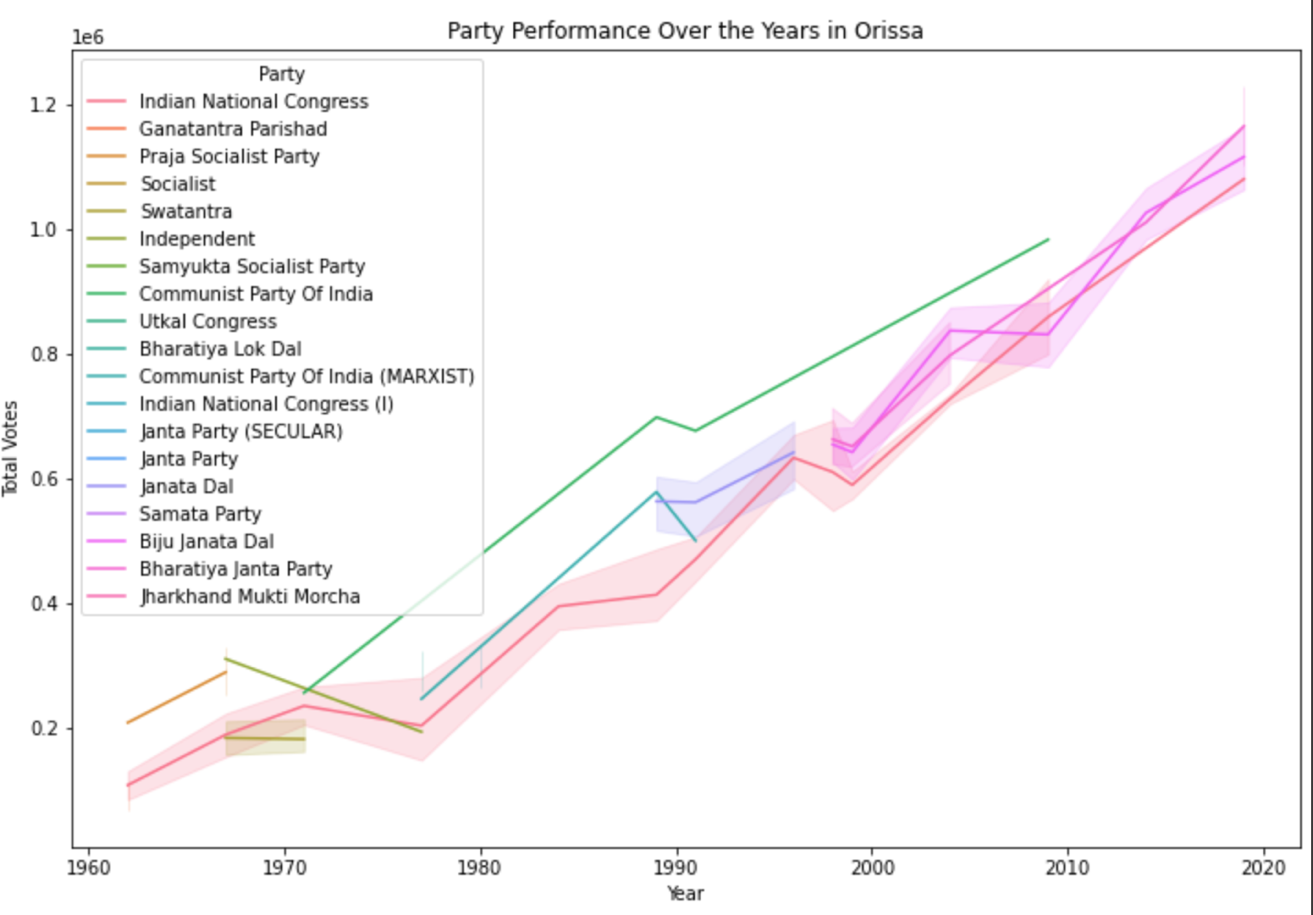 Party Performance Over the Years in Orissa
1e6
Party
Indian National Congress
Ganatantra Parishad
Praja Socialist Party
Socialist
Swatantra
Independent
Samyukta Socialist Party
Communist Party Of India
Utkal Congress
Bharatiya Lok Dal
Communist Party Of India (MARXIST)
Indian National Congress (I)
Janta Party (SECULAR)
Janta Party
Janata Dal
Samata Party
Biju Janata Dal
Bharatiya Janta Party
Jharkhand Mukti Morcha
1.2
1.0
0.8
0.6
0.4
0.2
Total Votes
1960 1970 1980 1990 2000 2010 2020
Year